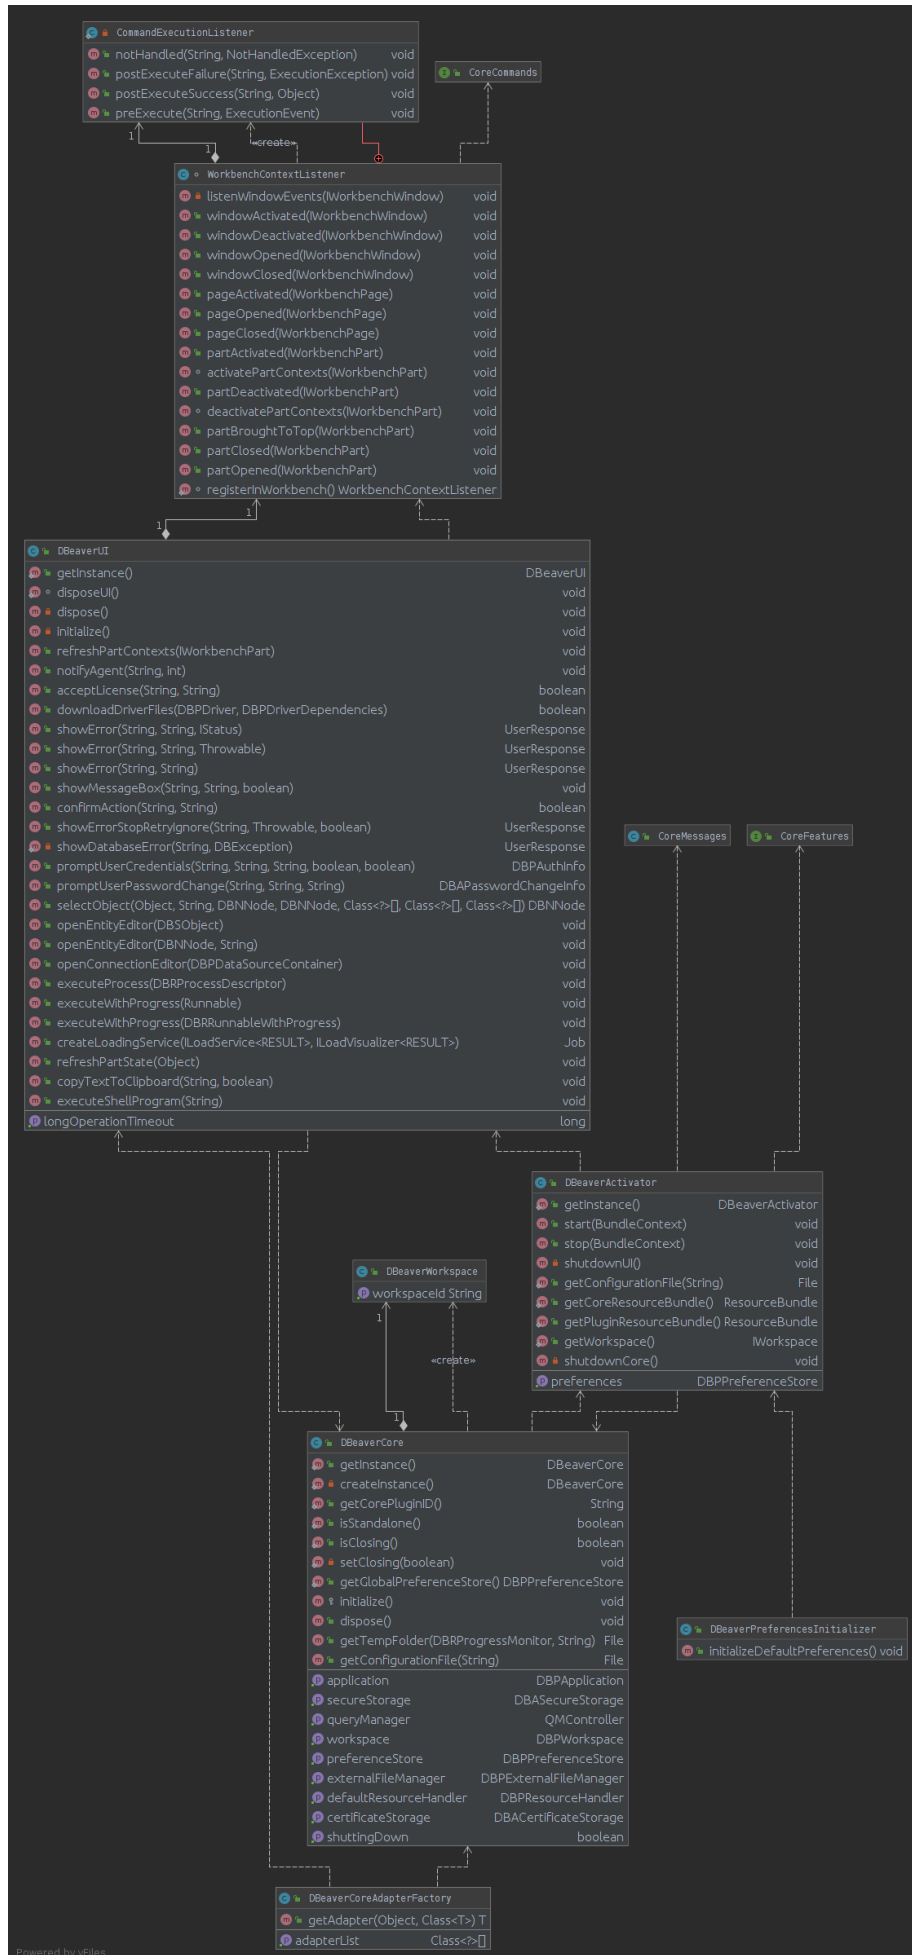 CommandExecutionListener
notHandled(String, NotHandledException) void
postExecuteFailure(String, ExecutionException) void
postExecuteSuccess(String, Object) void
preExecute(String, ExecutionEvent) void
CoreCommands
1
1
«create»
WorkbenchContextListener
listenWindowEvents(IWorkbenchWindow) void
windowActivated(IWorkbenchWindow) void
windowDeactivated(IWorkbenchWindow) void
windowOpened(IWorkbenchWindow) void
windowClosed(IWorkbenchWindow) void
pageActivated(IWorkbenchPage) void
pageOpened(IWorkbenchPage) void
pageClosed(IWorkbenchPage) void
partActivated(IWorkbenchPart) void
activatePartContexts(IWorkbenchPart) void
partDeactivated(IWorkbenchPart) void
deactivatePartContexts(IWorkbenchPart) void
partBroughtToTop(IWorkbenchPart) void
partClosed(IWorkbenchPart) void
partOpened(IWorkbenchPart) void
registerInWorkbench() WorkbenchContextListener
1
1
DBeaverUI
getInstance() DBeaverUI
disposeUI() void
dispose() void
initialize() void
refreshPartContexts(IWorkbenchPart) void
notifyAgent(String, int) void
acceptLicense(String, String) boolean
downloadDriverFiles(DBPDriver, DBPDriverDependencies) boolean
showError(String, String, IStatus) UserResponse
showError(String, String, Throwable) UserResponse
showError(String, String) UserResponse
showMessageBox(String, String, boolean) void
confirmAction(String, String) boolean
showErrorStopRetryIgnore(String, Throwable, boolean) UserResponse
showDatabaseError(String, DBException) UserResponse
promptUserCredentials(String, String, String, boolean, boolean) DBPAuthInfo
promptUserPasswordChange(String, String, String) DBAPasswordChangeInfo
selectObject(Object, String, DBNNode, DBNNode, Class<?>[], Class<?>[], Class<?>[]) DBNNode
openEntityEditor(DBSObject) void
openEntityEditor(DBNNode, String) void
openConnectionEditor(DBPDataSourceContainer) void
executeProcess(DBRProcessDescriptor) void
executeWithProgress(Runnable) void
executeWithProgress(DBRRunnableWithProgress) void
createLoadingService(ILoadService<RESULT>, ILoadVisualizer<RESULT>) Job
refreshPartState(Object) void
copyTextToClipboard(String, boolean) void
executeShellProgram(String) void
longOperationTimeout long
CoreMessages
CoreFeatures
DBeaverActivator
getInstance() DBeaverActivator
start(BundleContext) void
stop(BundleContext) void
shutdownUI() void
getConfigurationFile(String) File
getCoreResourceBundle() ResourceBundle
getPluginResourceBundle() ResourceBundle
getWorkspace() IWorkspace
shutdownCore() void
preferences DBPPreferenceStore
DBeaverWorkspace
workspaceId String
1
«create»
1
DBeaverCore
getInstance() DBeaverCore
createInstance() DBeaverCore
getCorePluginID() String
isStandalone() boolean
isClosing() boolean
setClosing(boolean) void
getGlobalPreferenceStore() DBPPreferenceStore
initialize() void
dispose() void
getTempFolder(DBRProgressMonitor, String) File
getConfigurationFile(String) File
application DBPApplication
secureStorage DBASecureStorage
queryManager QMController
workspace DBPWorkspace
preferenceStore DBPPreferenceStore
externalFileManager DBPExternalFileManager
defaultResourceHandler DBPResourceHandler
certificateStorage DBACertificateStorage
shuttingDown boolean
DBeaverPreferencesInitializer
initializeDefaultPreferences() void
DBeaverCoreAdapterFactory
getAdapter(Object, Class<T>) T
adapterList Class<?>[]
Powered by yFiles